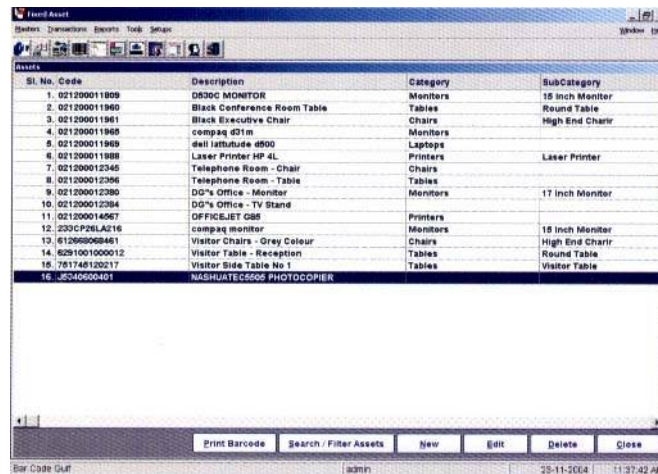 Fixed Asset
Masters Transactions Reports Tools Setups Window
Assets
Sl. No. Code Description Category SubCategory
1. 021200011809 D530C MONITOR Monitors 15 Inch Monitor
2. 021200011960 Black Conference Room Table Tables Round Table
3. 021200011961 Black Executive Chair Chairs High End Charir
4. 021200011965 compaq d31m Monitors
5. 021200011969 dell lattutude d500 Laptops
6. 021200011988 Laser Printer HP 4L Printers Laser Printer
7. 021200012345 Telephone Room - Chair Chairs
8. 021200012356 Telephone Room - Table Tables
9. 021200012380 DG"s Office - Monitor Monitors 17 Inch Monitor
10. 021200012384 DG"s Office - TV Stand
11. 021200014567 OFFICEJET G85 Printers
12. 233CP26LA216 compaq monitor Monitors 15 Inch Monitor
13. 612668068461 Visitor Chairs - Grey Colour Chairs High End Charir
14. 6291001000012 Visitor Table - Reception Tables Round Table
15. 751745120217 Visitor Side Table No 1 Tables Visitor Table
16. J5340600401 NASHUATEC5505 PHOTOCOPIER
Print Barcode Search / Filter Assets New Edit Delete Close
Bar Code Gulf admin 23-11-2004 11:37:42